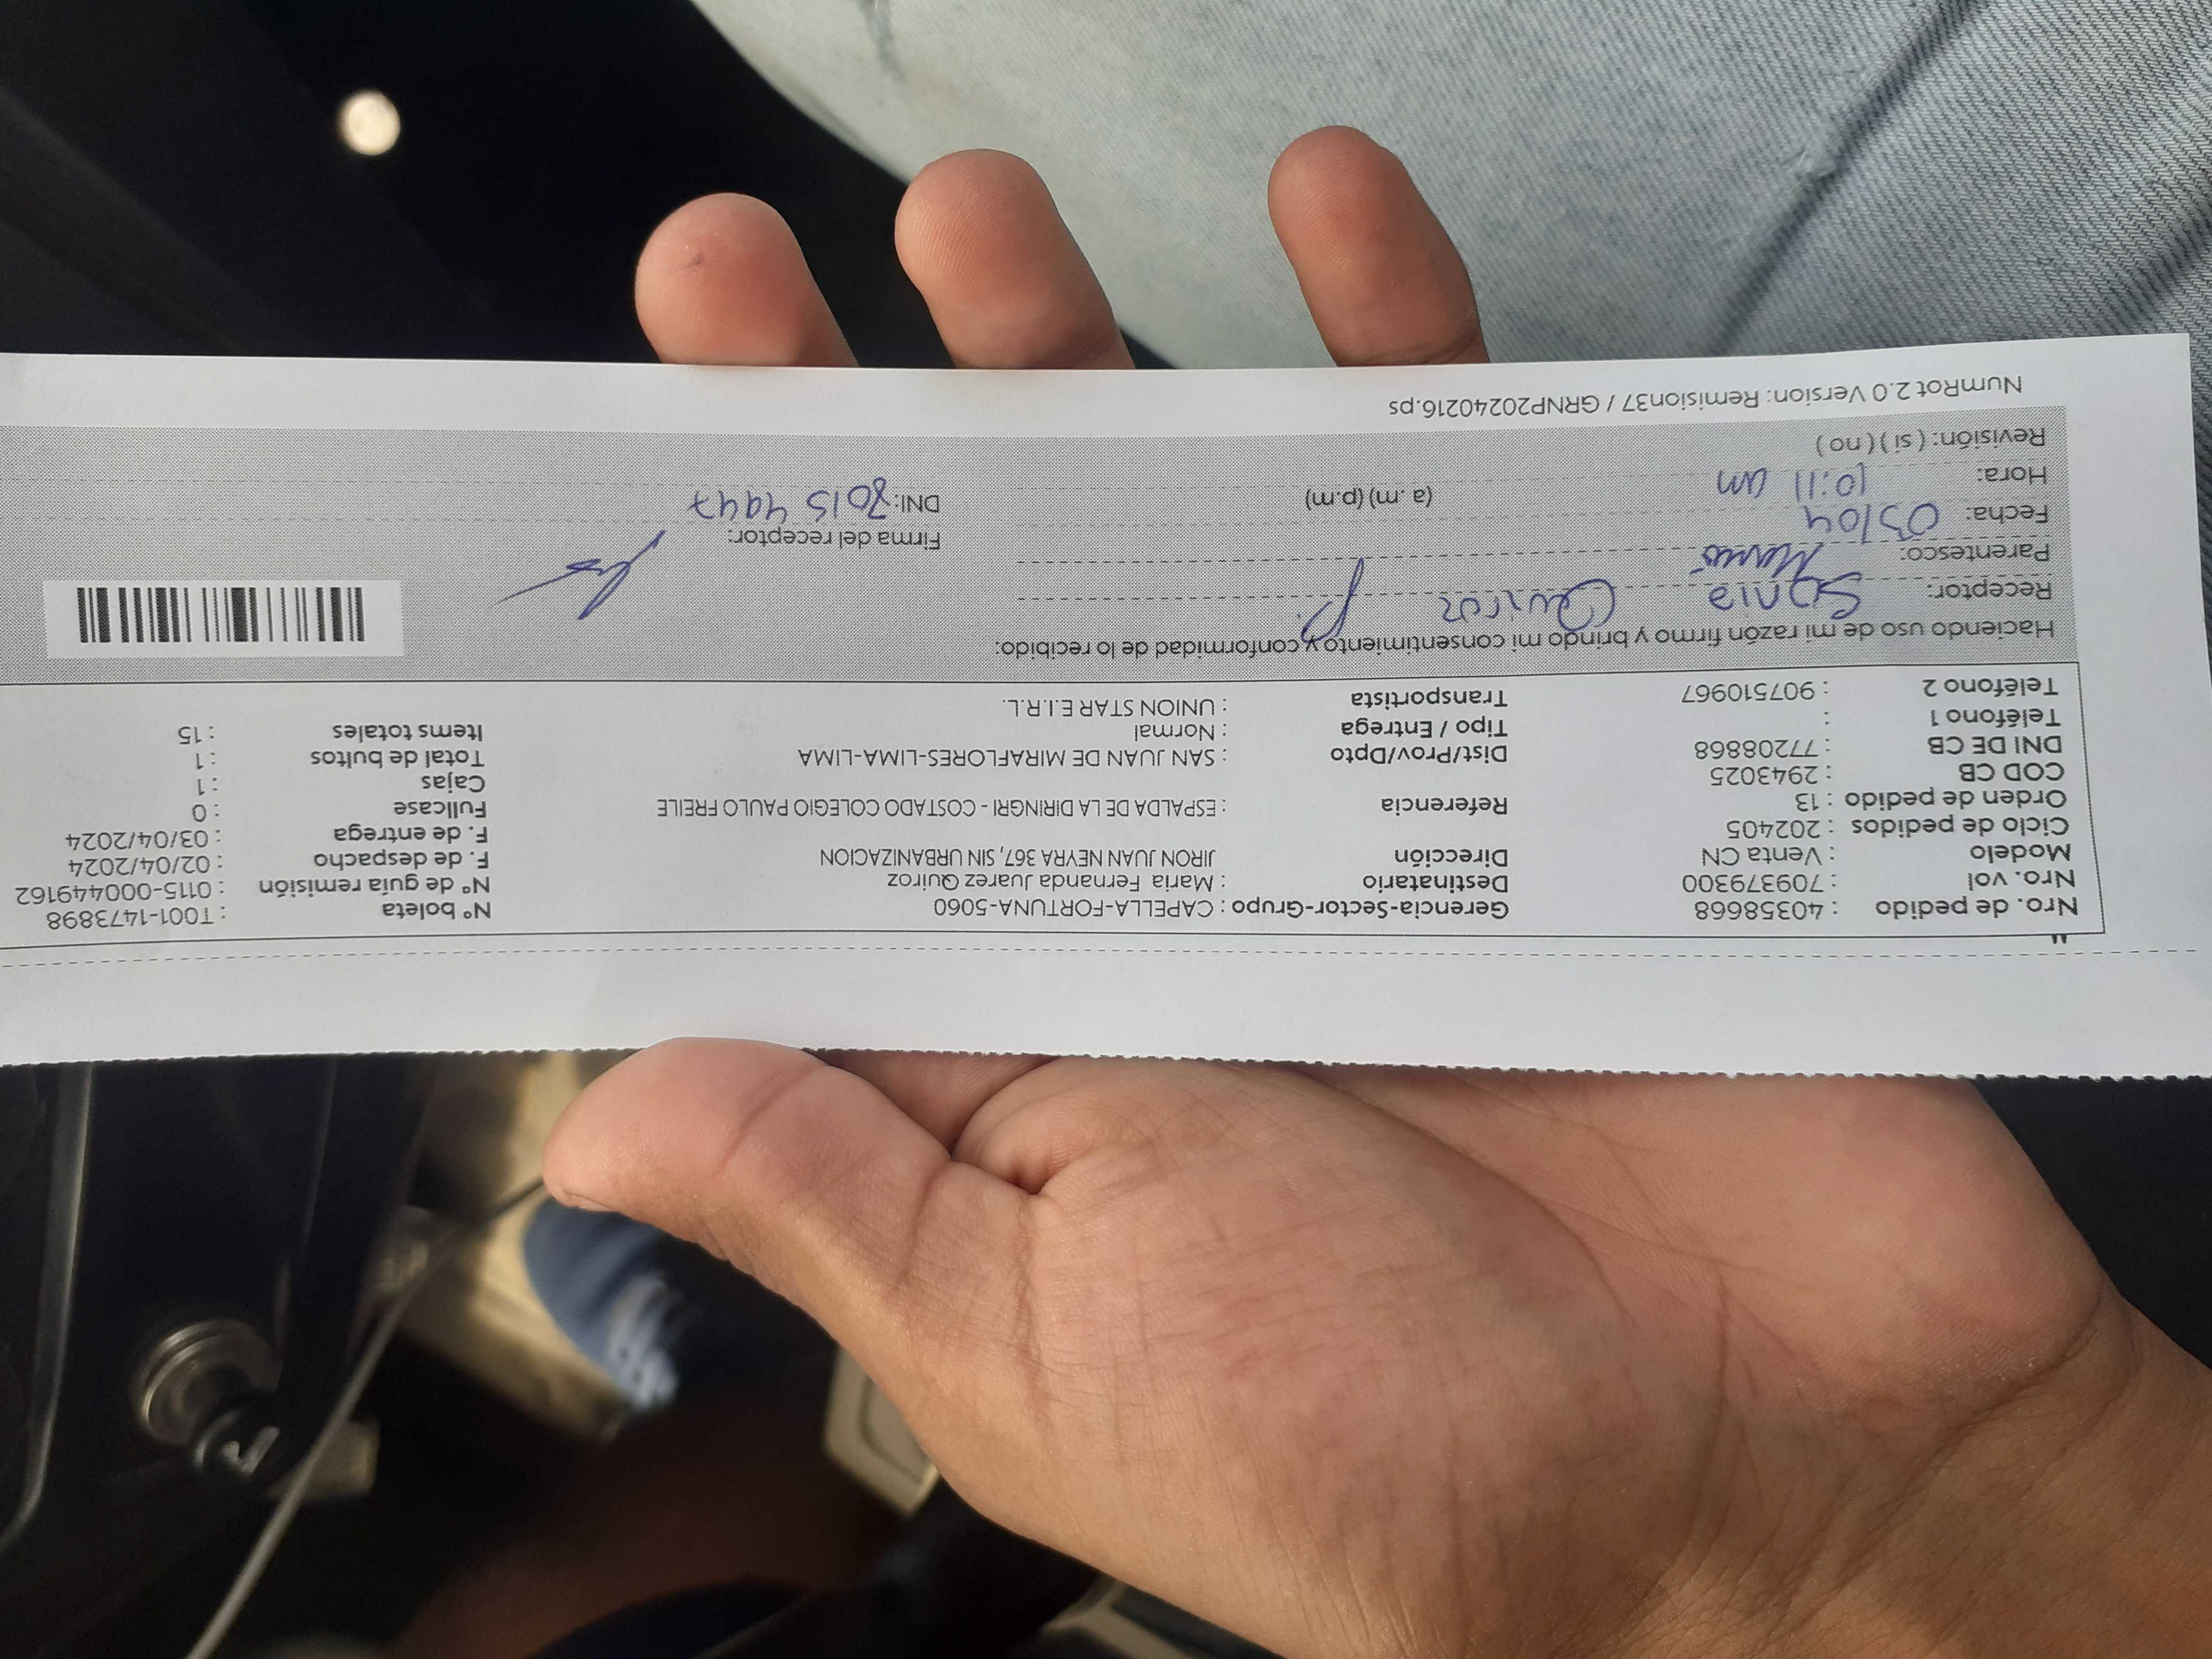 Nro. de pedido : 40358668 Gerencia-Sector-Grupo : CAPELLA-FORTUNA-5060 N° boleta : T001-1473898
Nro. vol : 709379300 Destinatario : Maria Fernanda Juarez Quiroz N° de guía remisión : 0115-000449162
Modelo : Venta CN Dirección JIRON JUAN NEYRA 367, SIN URBANIZACION F. de despacho : 02/04/2024
Ciclo de pedidos : 202405 F. de entrega : 03/04/2024
Orden de pedido : 13 Referencia : ESPALDA DE LA DIRINGRI - COSTADO COLEGIO PAULO FREILE Fullcase : 0
COD CB : 2943025 Cajas : 1
DNI DE CB : 77208868 Dist/Prov/Dpto : SAN JUAN DE MIRAFLORES-LIMA-LIMA Total de bultos : 1
Teléfono 1 : Tipo / Entrega : Normal Items totales : 15
Teléfono 2 : 907510967 Transportista : UNION STAR E.I.R.L.
Haciendo uso de mi razón firmo y brindo mi consentimiento y conformidad de lo recibido:
Receptor: Sonia Quiroz P.
Parentesco: Mamá
Firma del receptor:
Fecha: 03/04
DNI: 80154947
Hora: 10:11 am (a. m) (p.m)
Revisión: ( si ) ( no )
NumRot 2.0 Version: Remision37 / GRNP20240216.ps